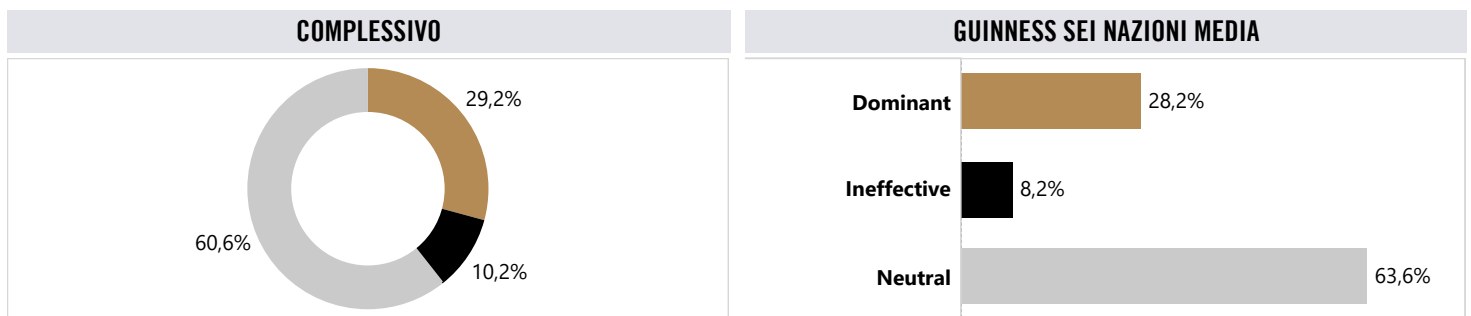 COMPLESSIVO
29,2%
60,6%
10,2%
GUINNESS SEI NAZIONI MEDIA
Dominant 28,2%
Ineffective 8,2%
Neutral 63,6%